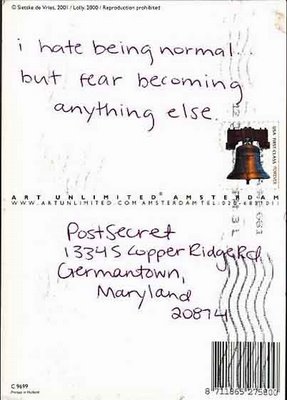 © Sietske de Vries, 2001 / Lolly, 2000 / Reproduction prohibited
i hate being normal...
but fear becoming
anything else
USA FIRST-CLASS FOREVER
ART UNLIMITED® AMSTERDAM
WWW.ARTUNLIMITED.COM AMSTERDAM TEL.
PostSecret
13345 Copper Ridge Rd
Germantown,
Maryland
20874
C 9699
Printed in Holland
8 711865 275800